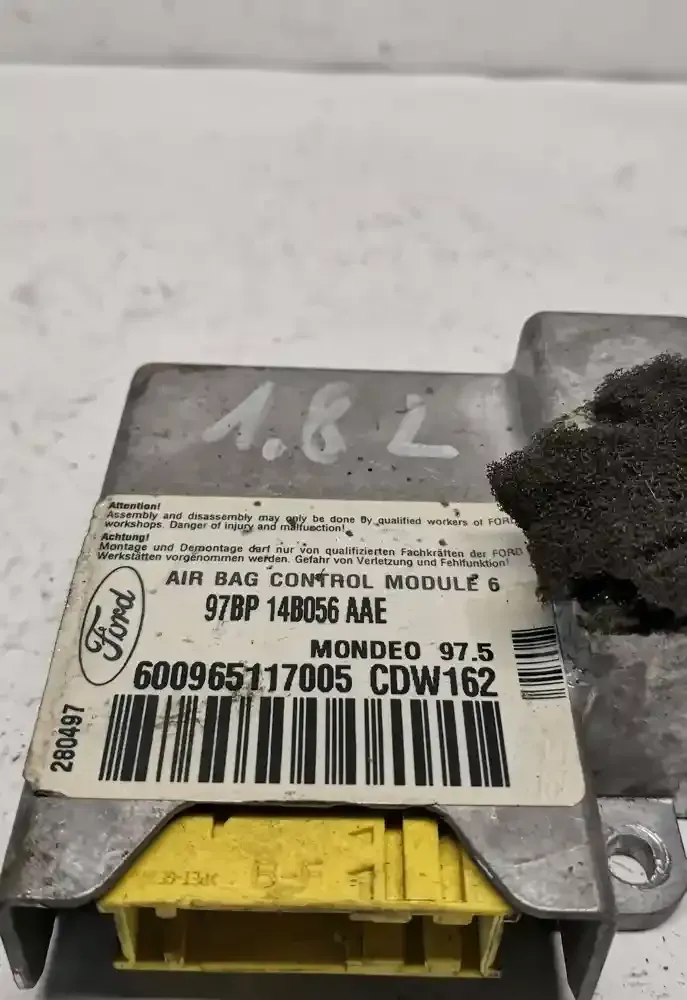 1.8 L
Attention!
Assembly and disassembly may only be done By qualified workers of FORD
workshops. Danger of injury and malfunction!
Achtung!
Montage und Demontage darf nur von qualifizierten Fachkräften der FORD
Werkstätten vorgenommen werden. Gefahr von Verletzung und Fehlfunktion!
AIR BAG CONTROL MODULE 6
97BP 14B056 AAE
Ford
MONDEO 97.5
600965117005 CDW162
280497